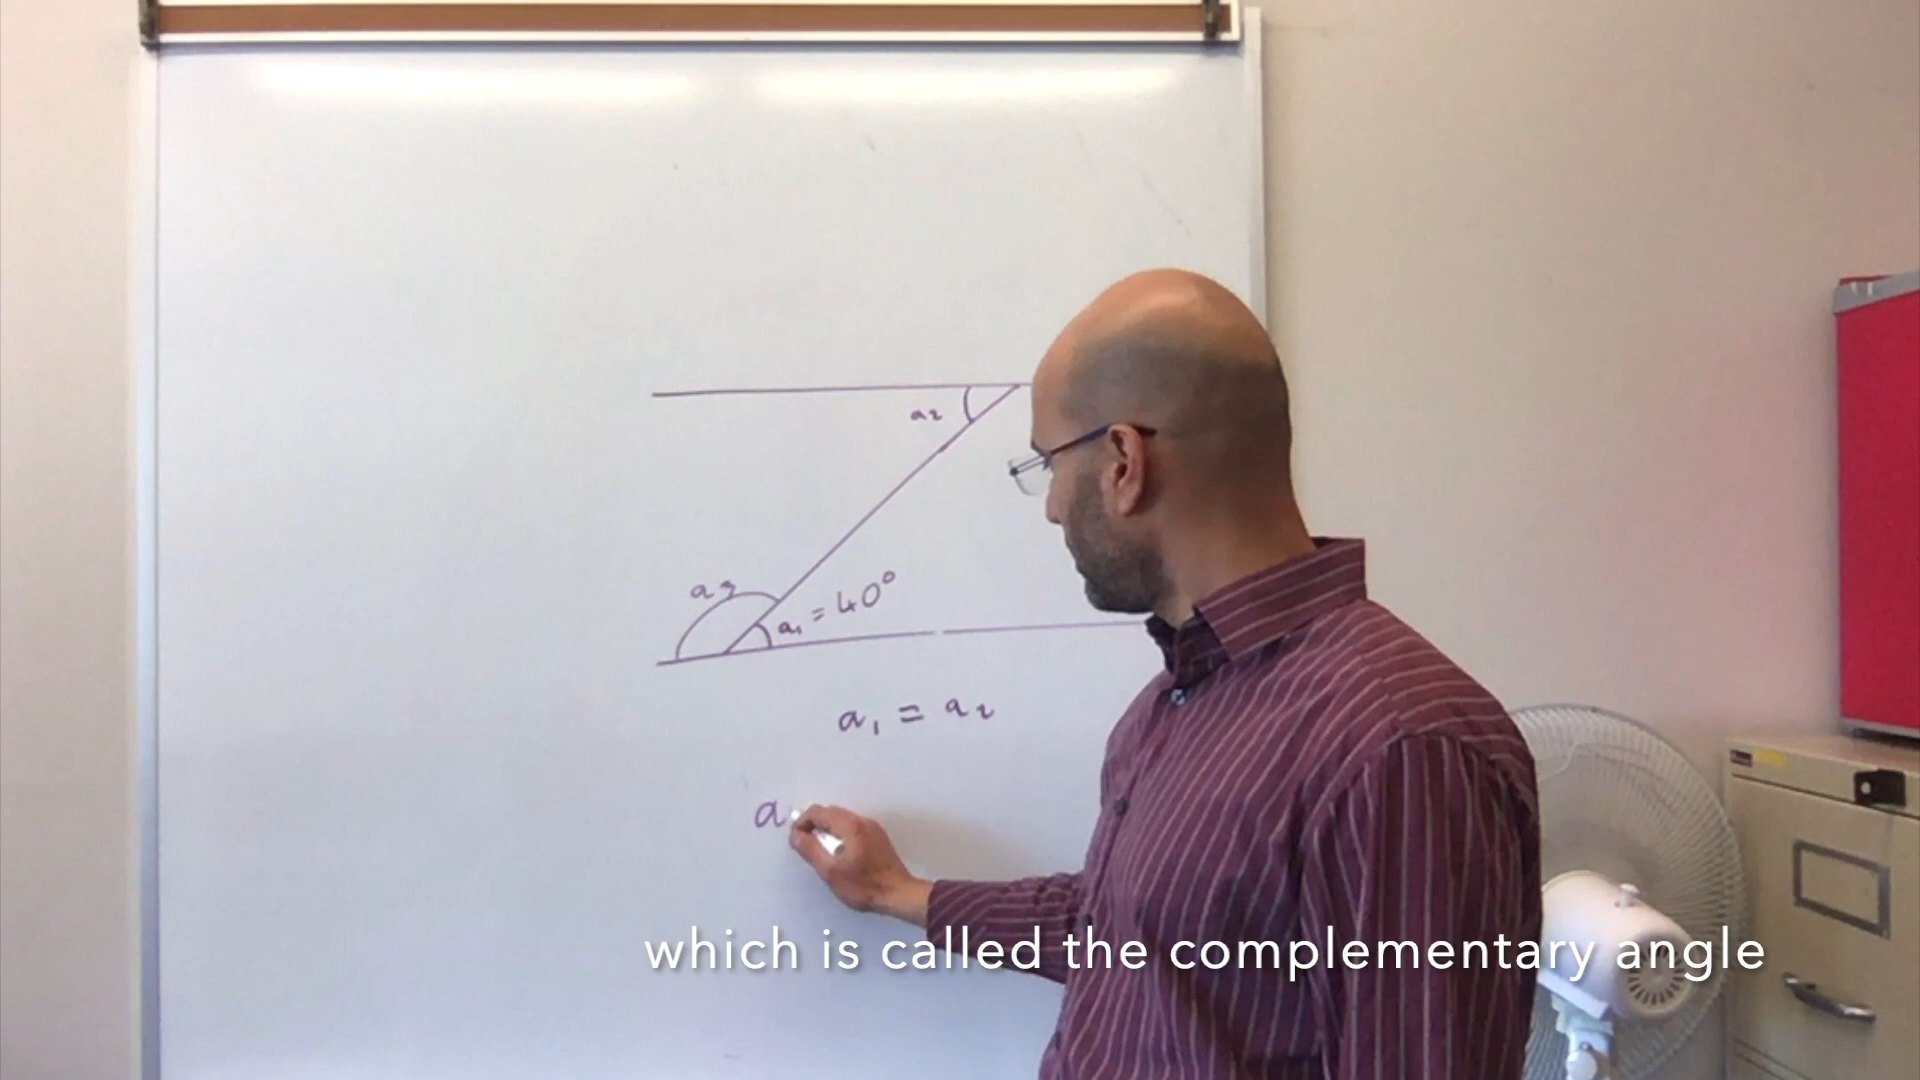 a2
a3
a1 = 40°
a1 = a2
a
which is called the complementary angle